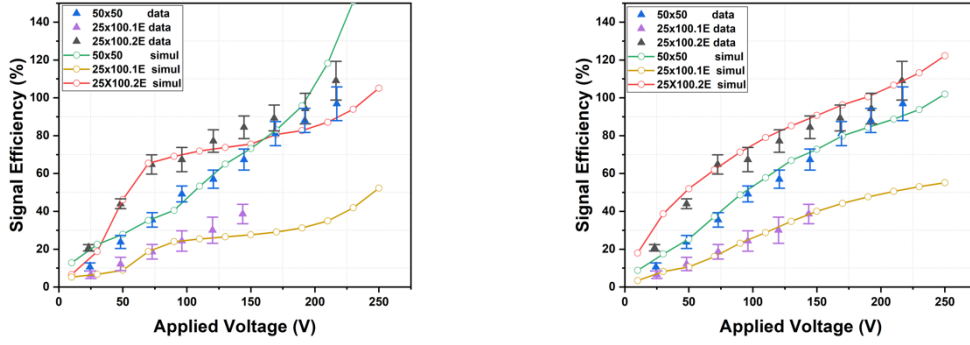 140
120
100
80
60
40
20
0
Signal Efficiency (%)
50x50 data
25x100.1E data
25x100.2E data
50x50 simul
25x100.1E simul
25X100.2E simul
0 50 100 150 200 250
Applied Voltage (V)
140
120
100
80
60
40
20
0
Signal Efficiency (%)
50x50 data
25x100.1E data
25x100.2E data
50x50 simul
25x100.1E simul
25X100.2E simul
0 50 100 150 200 250
Applied Voltage (V)